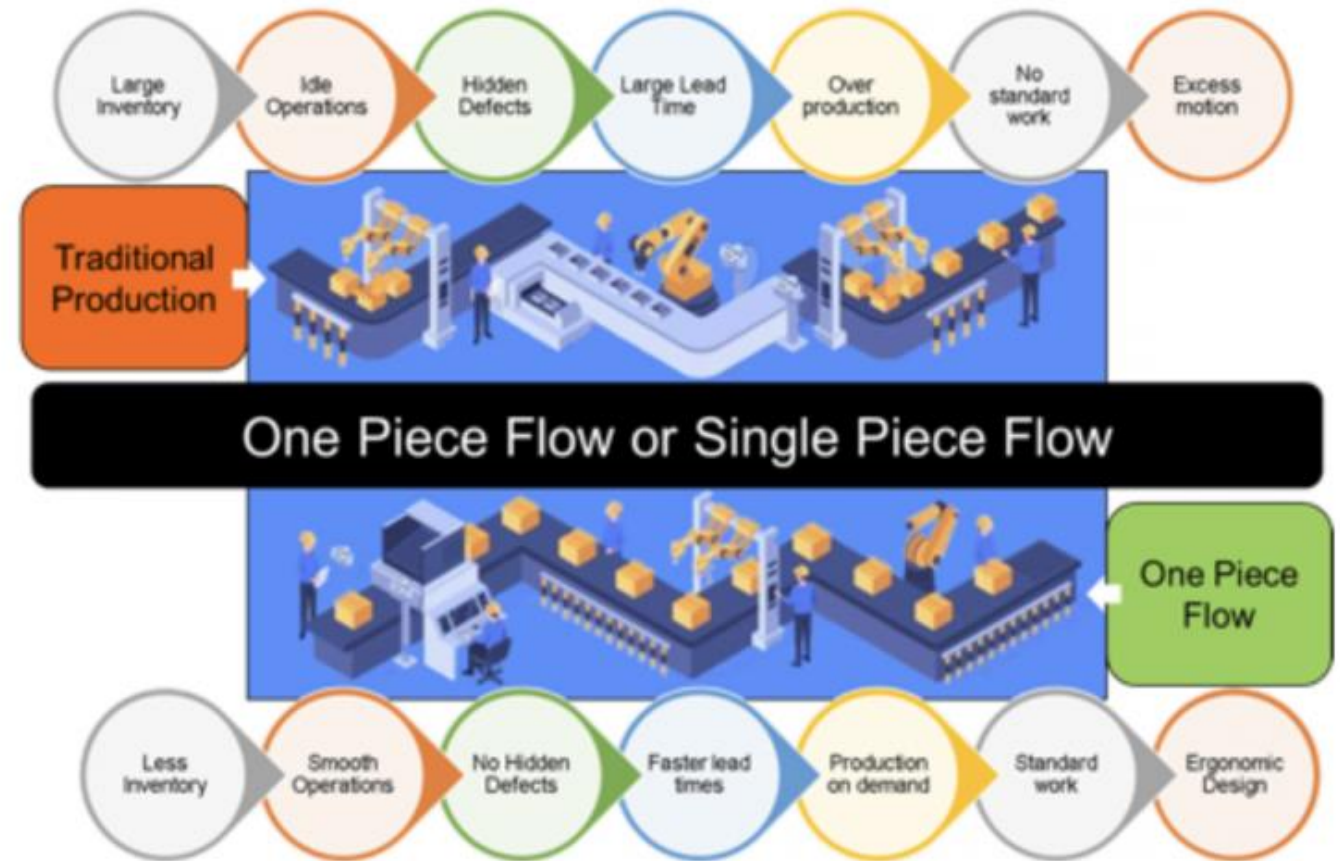 Large
Inventory
Idle
Operations
Hidden
Defects
Large Lead
Time
Over
production
No
standard
work
Excess
motion
Traditional
Production
One Piece Flow or Single Piece Flow
One Piece
Flow
Less
Inventory
Smooth
Operations
No Hidden
Defects
Faster lead
times
Production
on demand
Standard
work
Ergonomic
Design